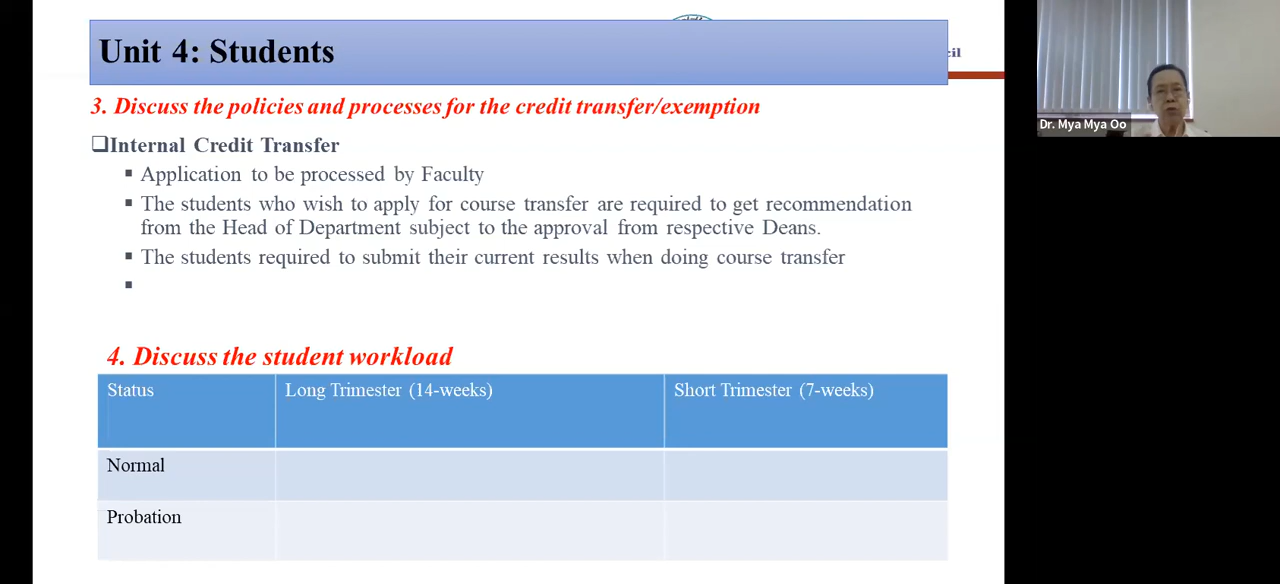 Unit 4: Students
cil
3. Discuss the policies and processes for the credit transfer/exemption
❑Internal Credit Transfer
▪ Application to be processed by Faculty
▪ The students who wish to apply for course transfer are required to get recommendation
from the Head of Department subject to the approval from respective Deans.
▪ The students required to submit their current results when doing course transfer
▪
4. Discuss the student workload
Status Long Trimester (14-weeks) Short Trimester (7-weeks)
Normal
Probation
Dr. Mya Mya Oo